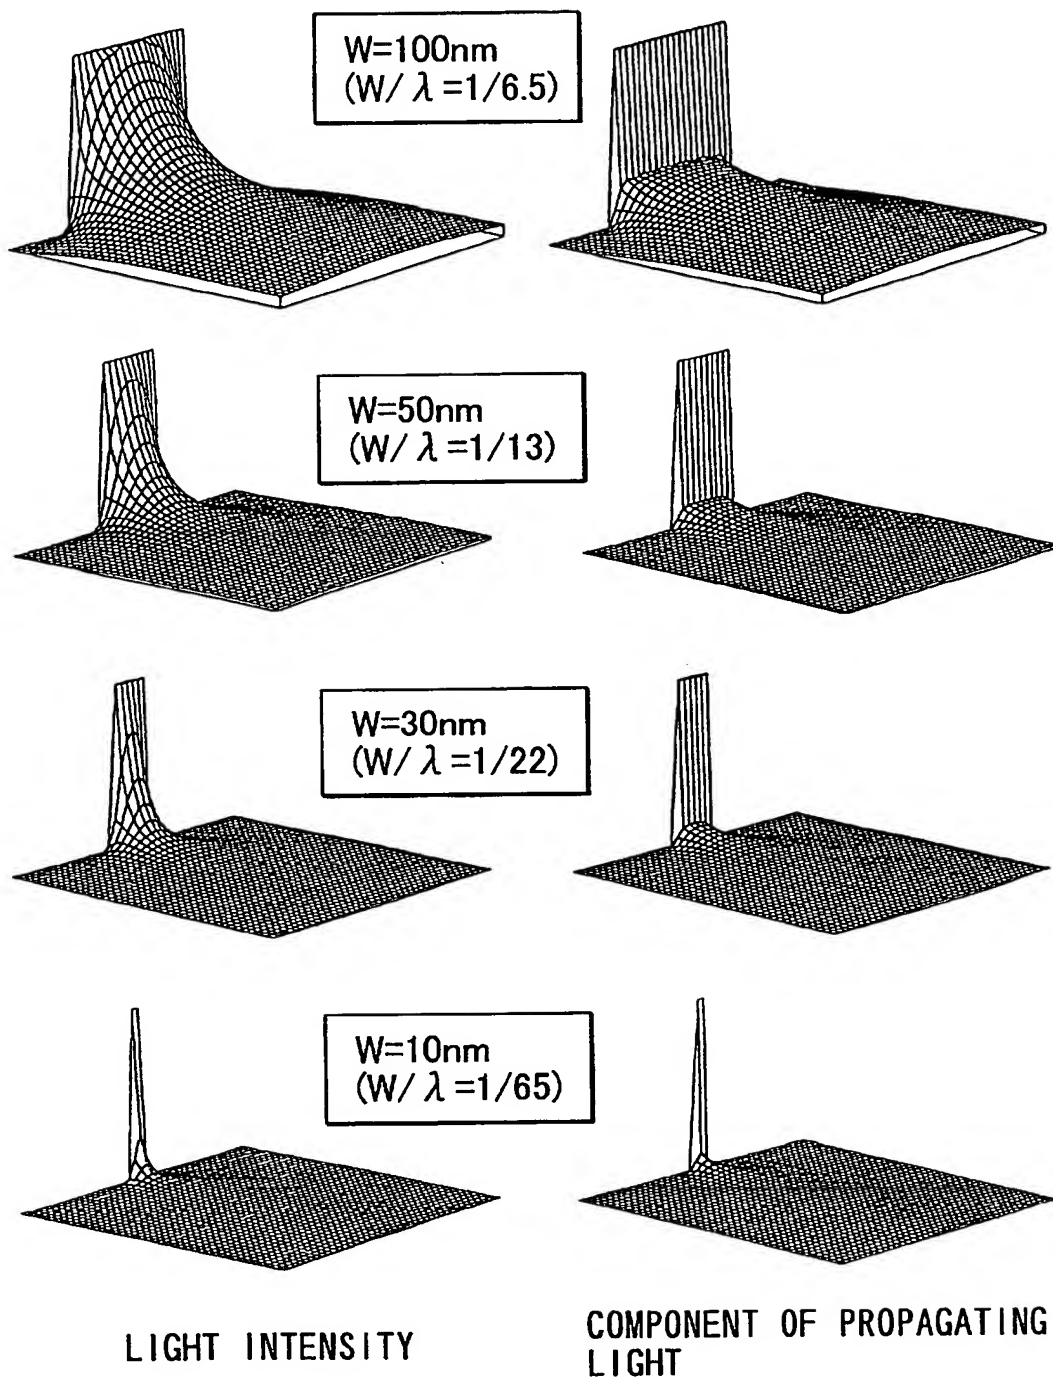 W=100nm
(W/ λ =1/6.5)
W=50nm
(W/ λ =1/13)
W=30nm
(W/ λ =1/22)
W=10nm
(W/ λ =1/65)
LIGHT INTENSITY
COMPONENT OF PROPAGATING
LIGHT